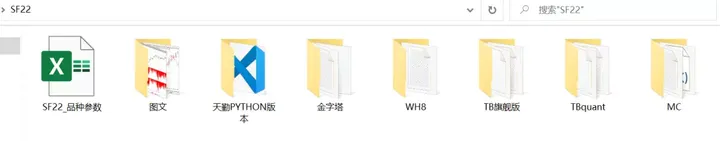 SF22
搜索"SF22"
SF22_品种参数
图文
天勤PYTHON版
本
金字塔
WH8
TB旗舰版
TBquant
MC